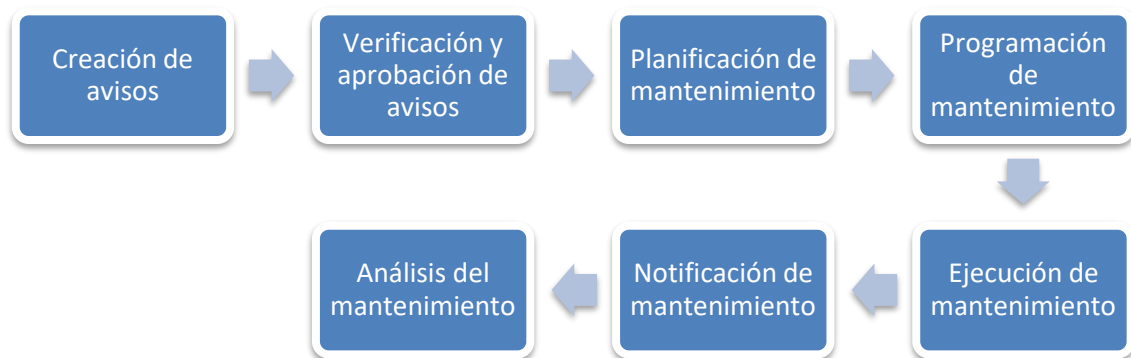 Creación de
avisos
Verificación y
aprobación de
avisos
Planificación de
mantenimiento
Programación
de
mantenimiento
Ejecución de
mantenimiento
Notificación de
mantenimiento
Análisis del
mantenimiento